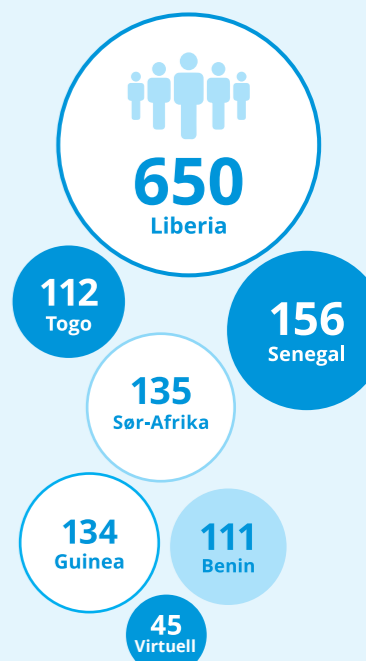 650
Liberia
112
Togo
156
Senegal
135
Sør-Afrika
134
Guinea
111
Benin
45
Virtuell